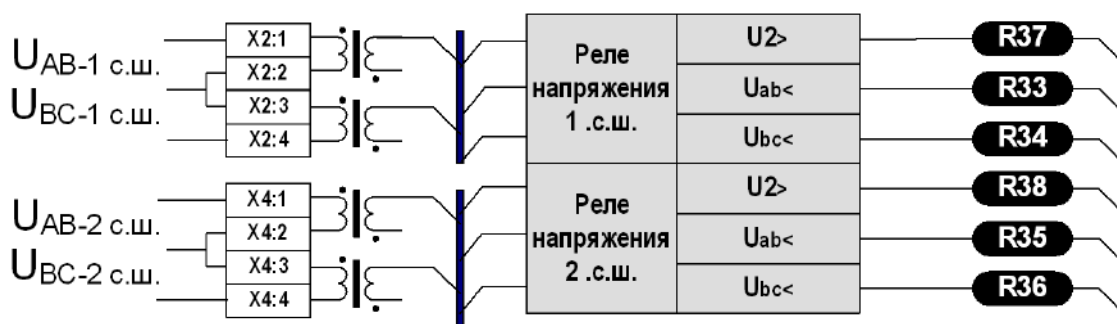 UAB-1 с.ш.
UBC-1 с.ш.
X2:1
X2:2
X2:3
X2:4
Реле
напряжения
1 .с.ш.
U2>
Uab<
Ubc<
R37
R33
R34
UAB-2 с.ш.
UBC-2 с.ш.
X4:1
X4:2
X4:3
X4:4
Реле
напряжения
2 .с.ш.
U2>
Uab<
Ubc<
R38
R35
R36